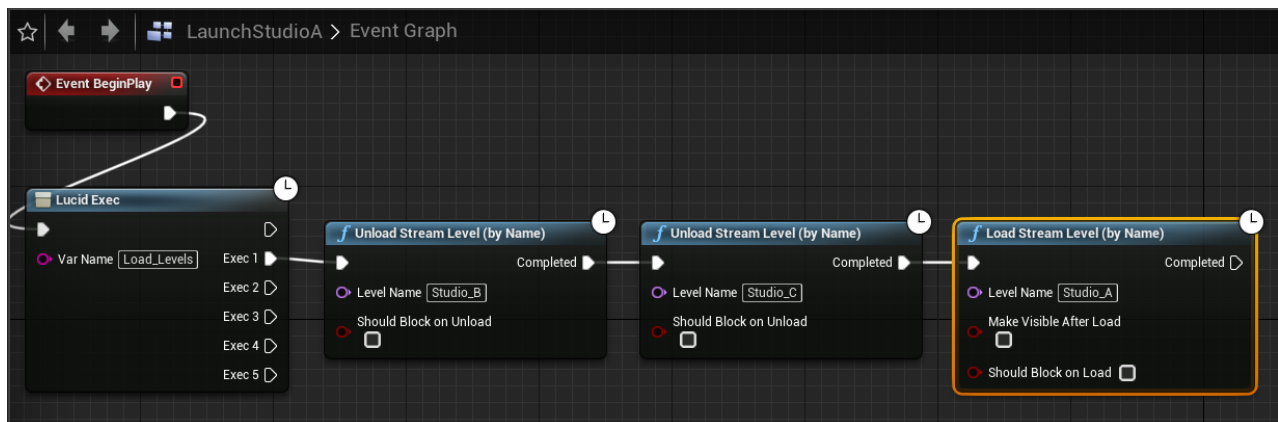 LaunchStudioA > Event Graph
Event BeginPlay
Lucid Exec
Var Name Load_Levels Exec 1
Exec 2
Exec 3
Exec 4
Exec 5
f Unload Stream Level (by Name)
Completed
Level Name Studio_B
Should Block on Unload
f Unload Stream Level (by Name)
Completed
Level Name Studio_C
Should Block on Unload
f Load Stream Level (by Name)
Completed
Level Name Studio_A
Make Visible After Load
Should Block on Load